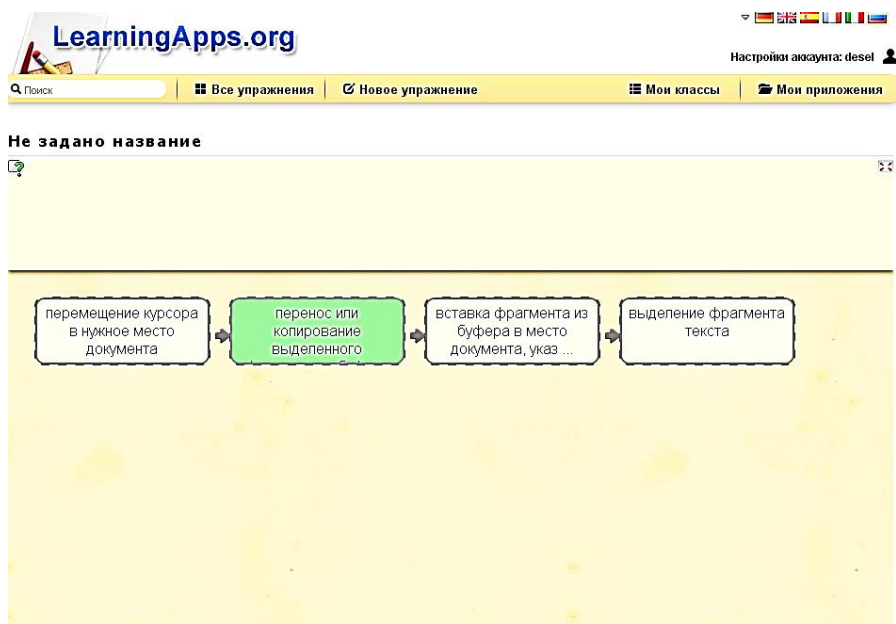 LearningApps.org
Настройки аккаунта: desel
Поиск
Все упражнения
Новое упражнение
Мои классы
Мои приложения
Не задано название
перемещение курсора
в нужное место
документа
перенос или
копирование
выделенного
вставка фрагмента из
буфера в место
документа, указ ...
выделение фрагмента
текста